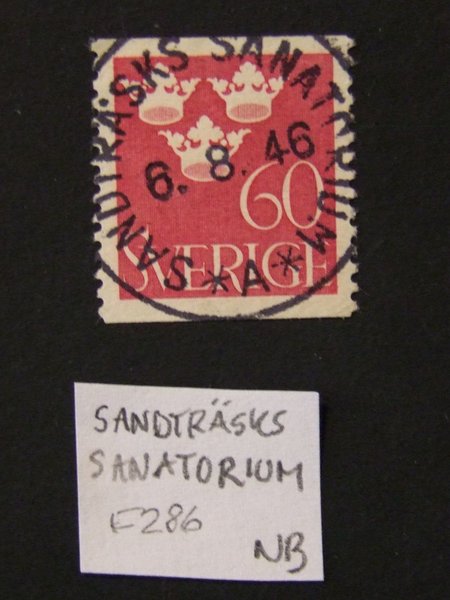 SANDTRÄSKS SANATORIUM
6. 8. 46
60
SVERIGE
* A *
SANDTRÄSKS
SANATORIUM
F286
NB